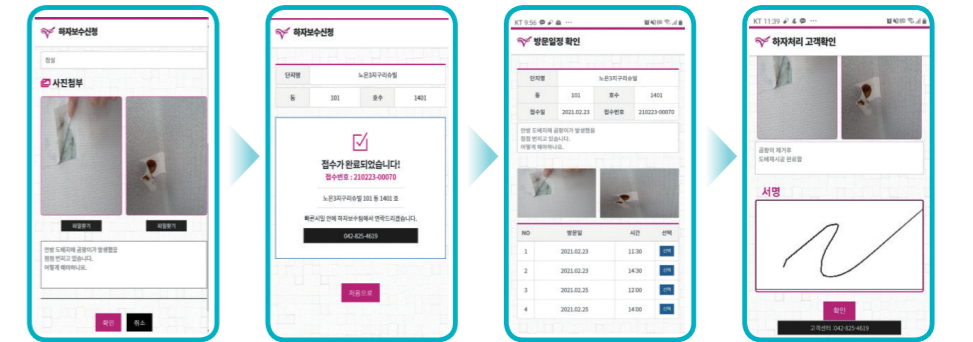 하자보수신청
침실
사진첨부
파일찾기 파일찾기
안방 도배지에 곰팡이가 발생했음
점점 번지고 있습니다.
어떻게 해야하나요.
확인 취소
하자보수신청
단지명 노은3지구리슈빌
동 101 호수 1401
접수가 완료되었습니다!
접수번호 : 210223-00070
노은3지구리슈빌 101 동 1401 호
빠른시일 안에 하자보수팀에서 연락드리겠습니다.
042-825-4619
처음으로
KT 9:56
방문일정 확인
단지명 노은3지구리슈빌
동 101 호수 1401
접수일 2021.02.23 접수번호 210223-00070
안방 도배지에 곰팡이가 발생했음
점점 번지고 있습니다.
어떻게 해야하나요.
NO 방문일 시간 선택
1 2021.02.23 11:30 선택
2 2021.02.23 14:30 선택
3 2021.02.25 12:00 선택
4 2021.02.25 14:00 선택
KT 11:39
하자처리 고객확인
곰팡이 제거후
도배재시공 완료함
서명
확인
고객센터 :042-825-4619